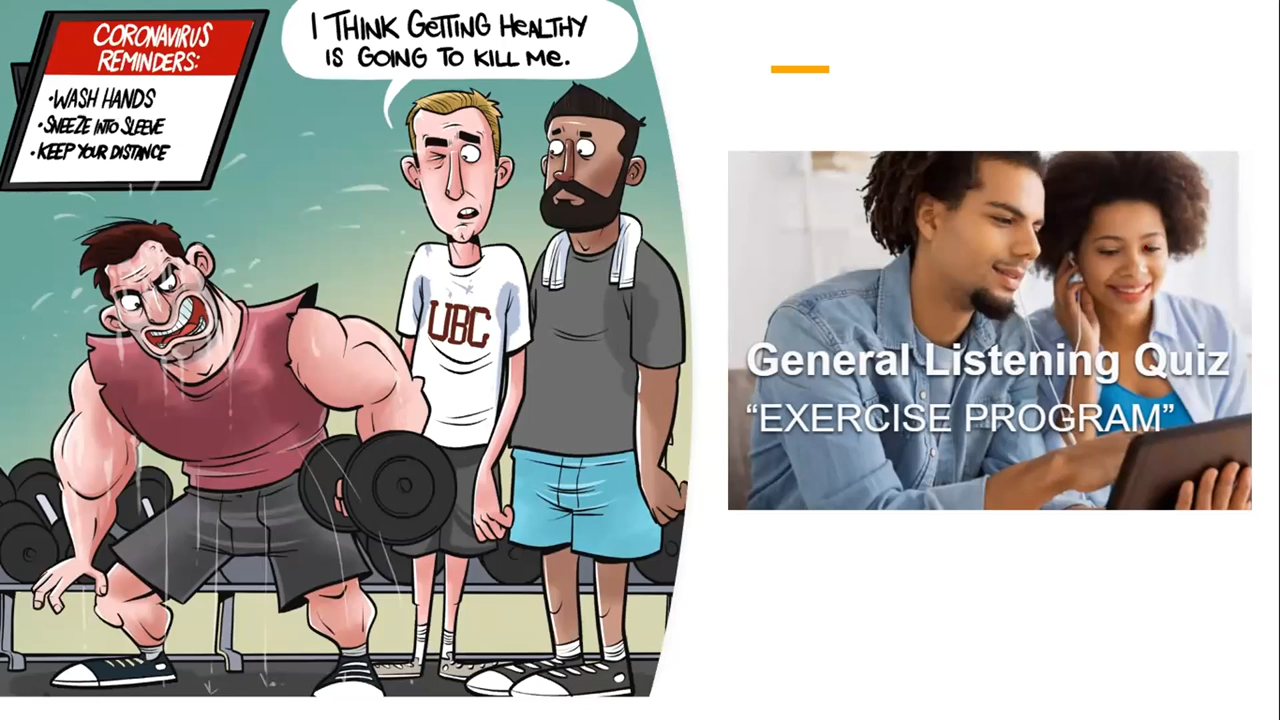 CORONAVIRUS
REMINDERS:
•WASH HANDS
•SNEEZE INTO SLEEVE
•KEEP YOUR DISTANCE
I THINK GETTING HEALTHY
IS GOING TO KILL ME.
UBC
General Listening Quiz
“EXERCISE PROGRAM”